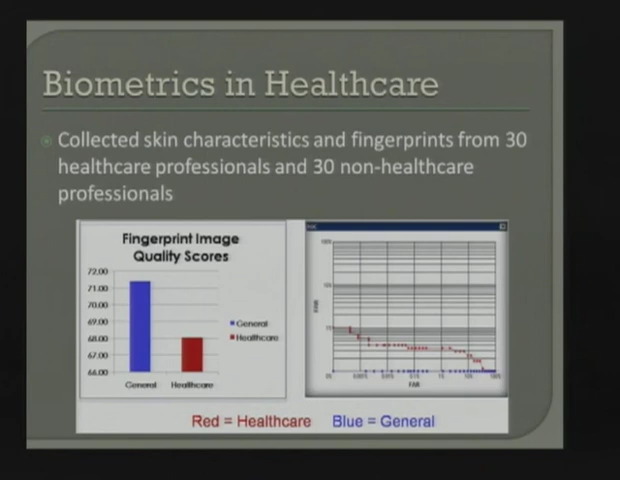 Biometrics in Healthcare
Collected skin characteristics and fingerprints from 30
healthcare professionals and 30 non-healthcare
professionals
Fingerprint Image
Quality Scores
72.00
71.00
70.00
69.00
68.00
67.00
66.00
General
Healthcare
General
Healthcare
FAR
Red = Healthcare
Blue = General